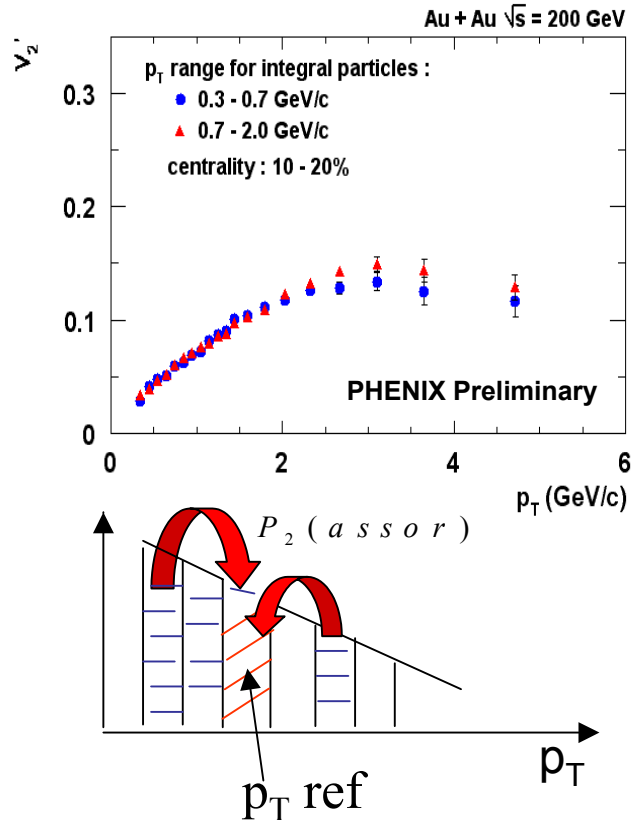 Au + Au √s = 200 GeV
v₂'
p_T range for integral particles :
0.3 - 0.7 GeV/c
0.7 - 2.0 GeV/c
centrality : 10 - 20%
0.3
0.2
0.1
0
PHENIX Preliminary
0 2 4 6
p_T (GeV/c)
P₂ ( a s s o r )
p_T
p_T ref